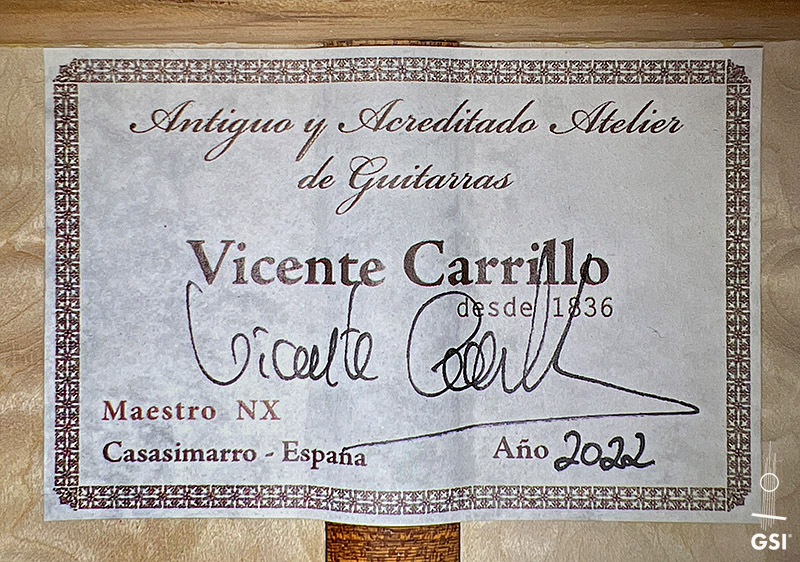 Antiguo y Acreditado Atelier
de Guitarras
Vicente Carrillo
desde 1836
Vicente Carrillo
Maestro NX
Casasimarro - España
Año 2022
GSI